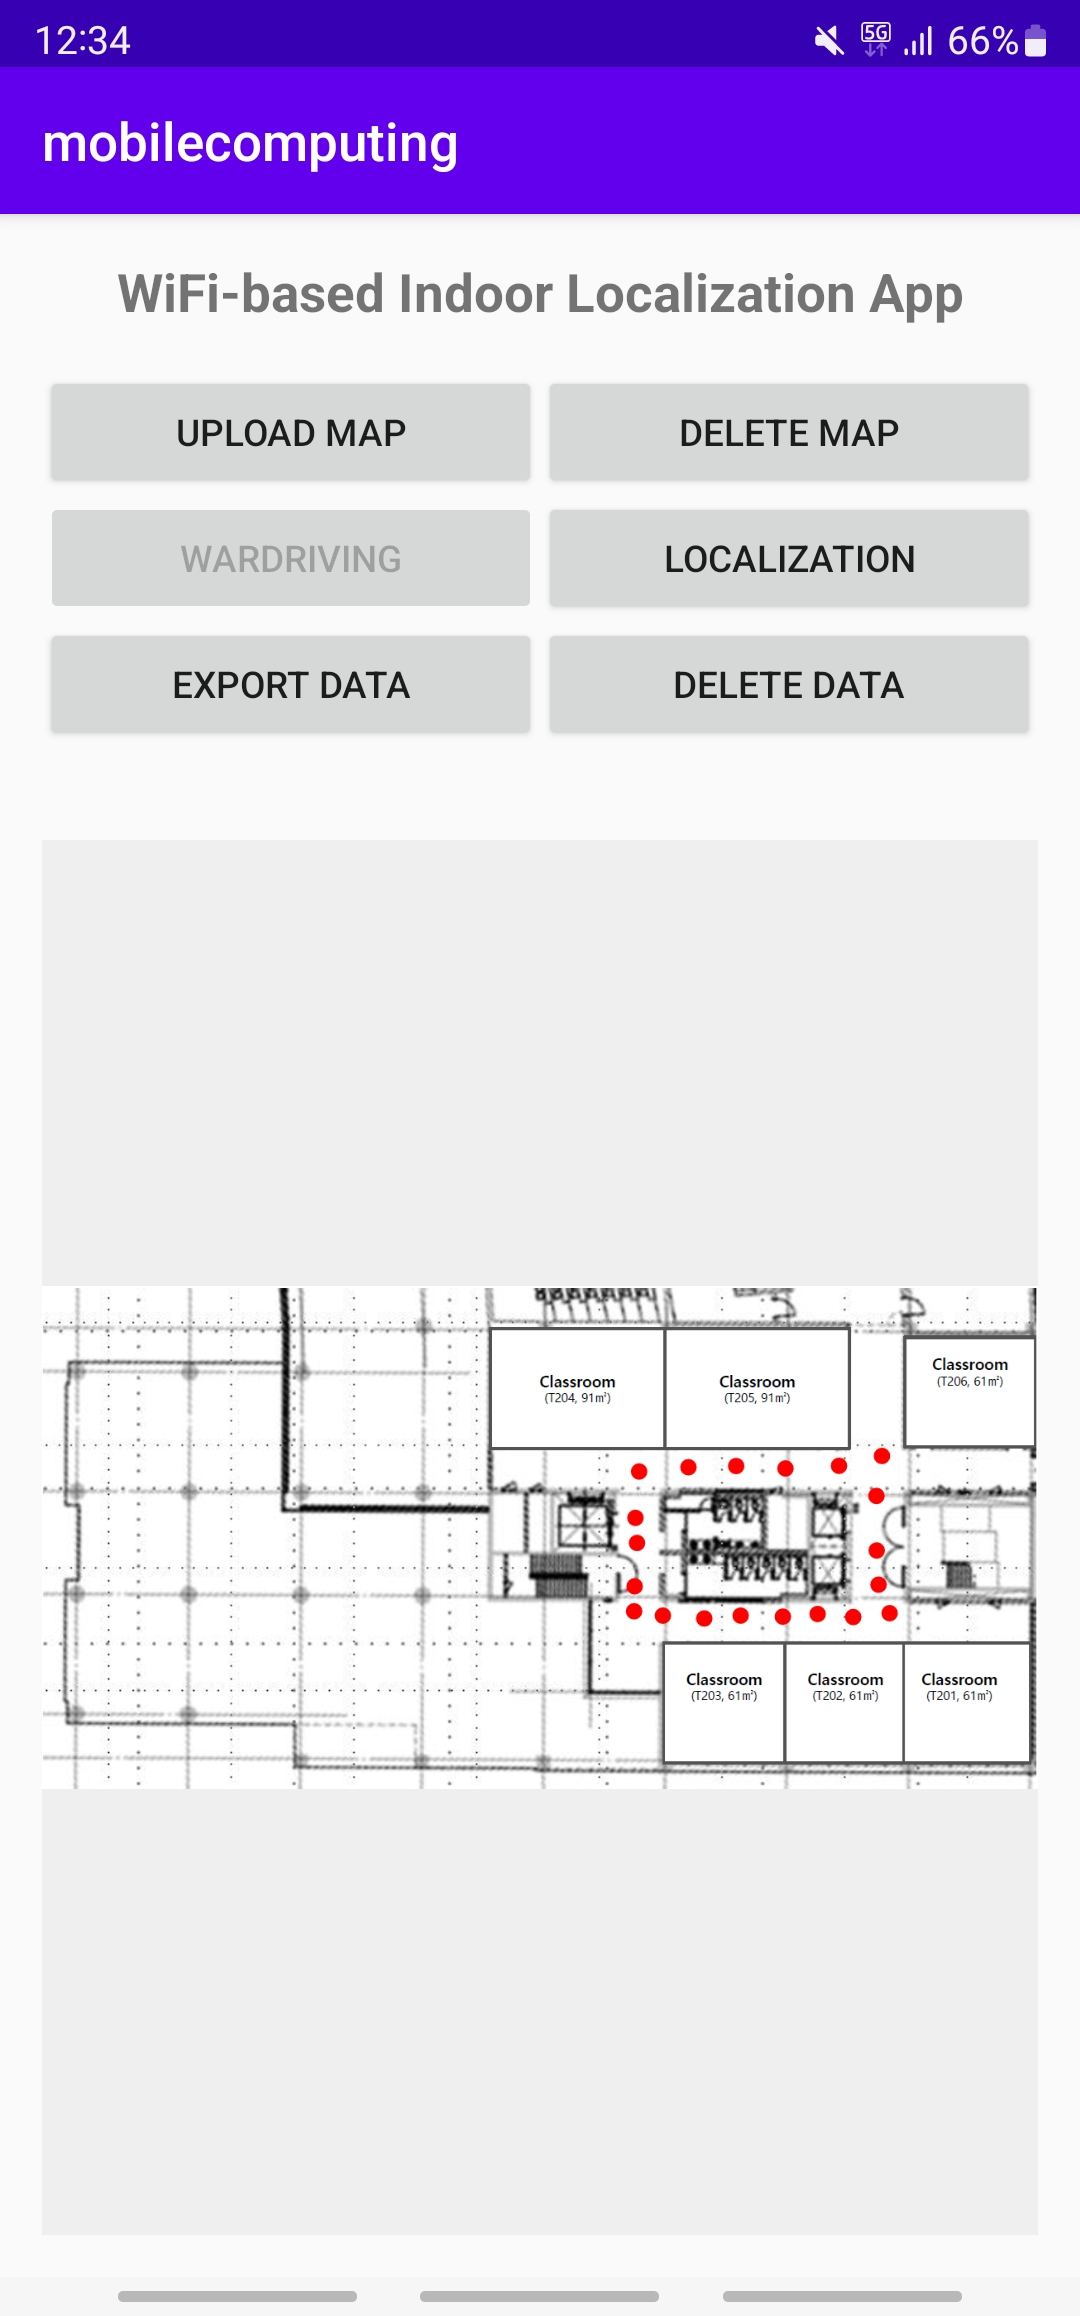 12:34
5G
66%
mobilecomputing
WiFi-based Indoor Localization App
UPLOAD MAP
DELETE MAP
WARDRIVING
LOCALIZATION
EXPORT DATA
DELETE DATA
Classroom
(T204, 91㎡)
Classroom
(T205, 91㎡)
Classroom
(T206, 61㎡)
Classroom
(T203, 61㎡)
Classroom
(T202, 61㎡)
Classroom
(T201, 61㎡)